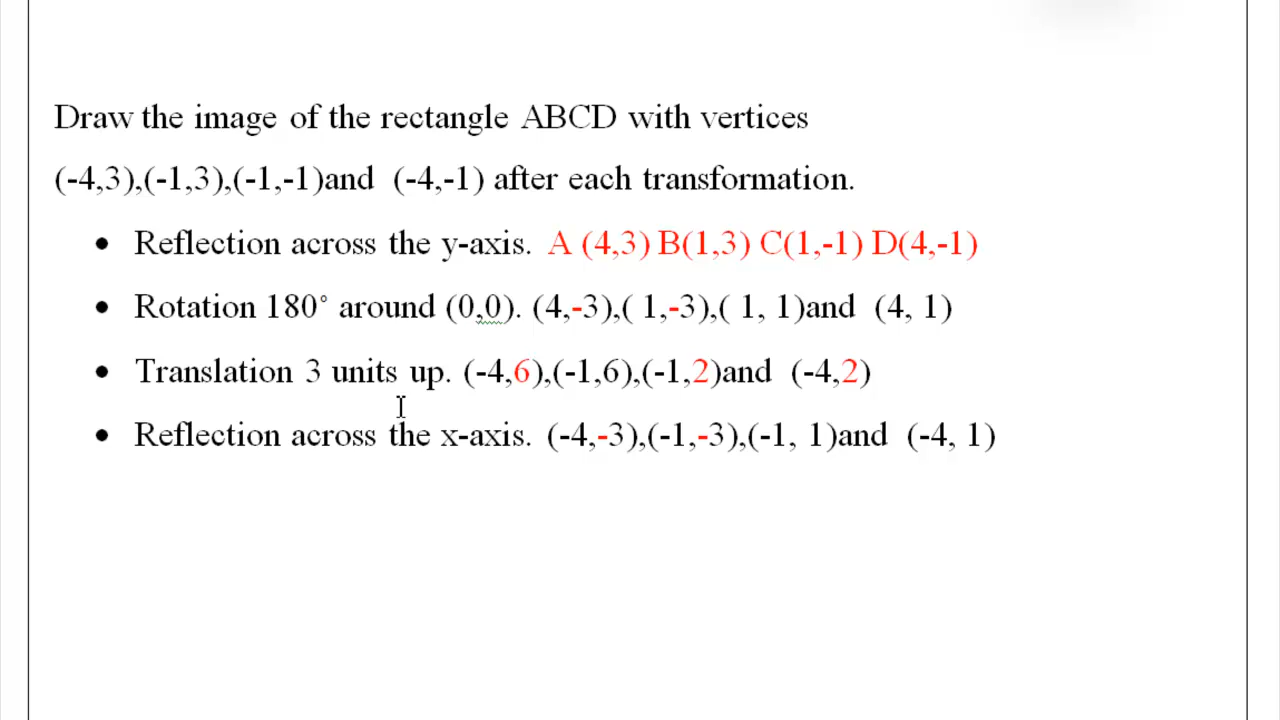 Draw the image of the rectangle ABCD with vertices
(-4,3),(-1,3),(-1,-1)and (-4,-1) after each transformation.
• Reflection across the y-axis. A (4,3) B(1,3) C(1,-1) D(4,-1)
• Rotation 180° around (0,0). (4,-3),( 1,-3),( 1, 1)and (4, 1)
• Translation 3 units up. (-4,6),(-1,6),(-1,2)and (-4,2)
• Reflection across the x-axis. (-4,-3),(-1,-3),(-1, 1)and (-4, 1)